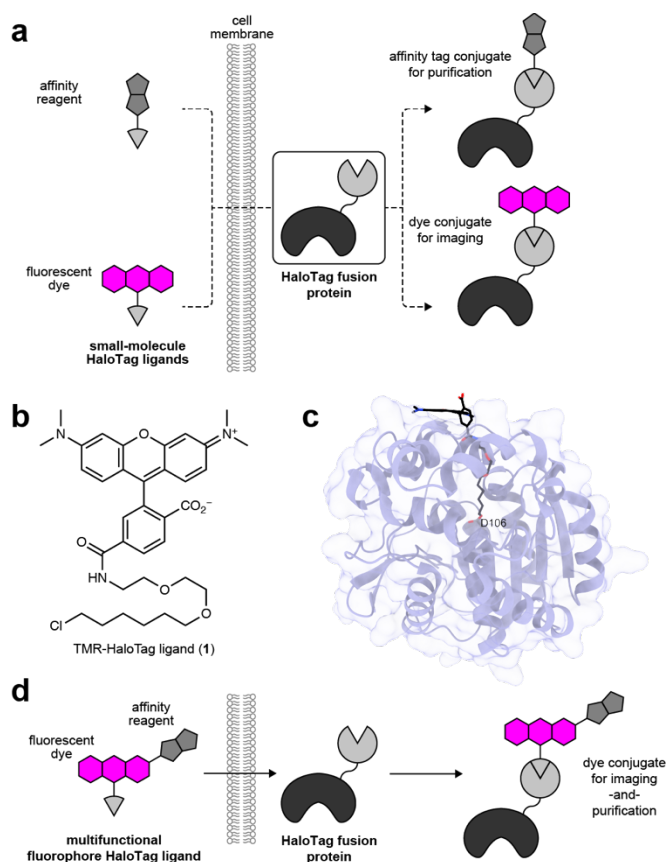 a
cell
membrane
affinity
reagent
affinity tag conjugate
for purification
dye conjugate
for imaging
HaloTag fusion
protein
fluorescent
dye
small-molecule
HaloTag ligands
b
N
O
N⁺
CO₂⁻
O
HN
O
Cl
O
TMR-HaloTag ligand (1)
c
D106
d
affinity
reagent
fluorescent
dye
dye conjugate
for imaging
-and-
purification
multifunctional
fluorophore HaloTag ligand
HaloTag fusion
protein